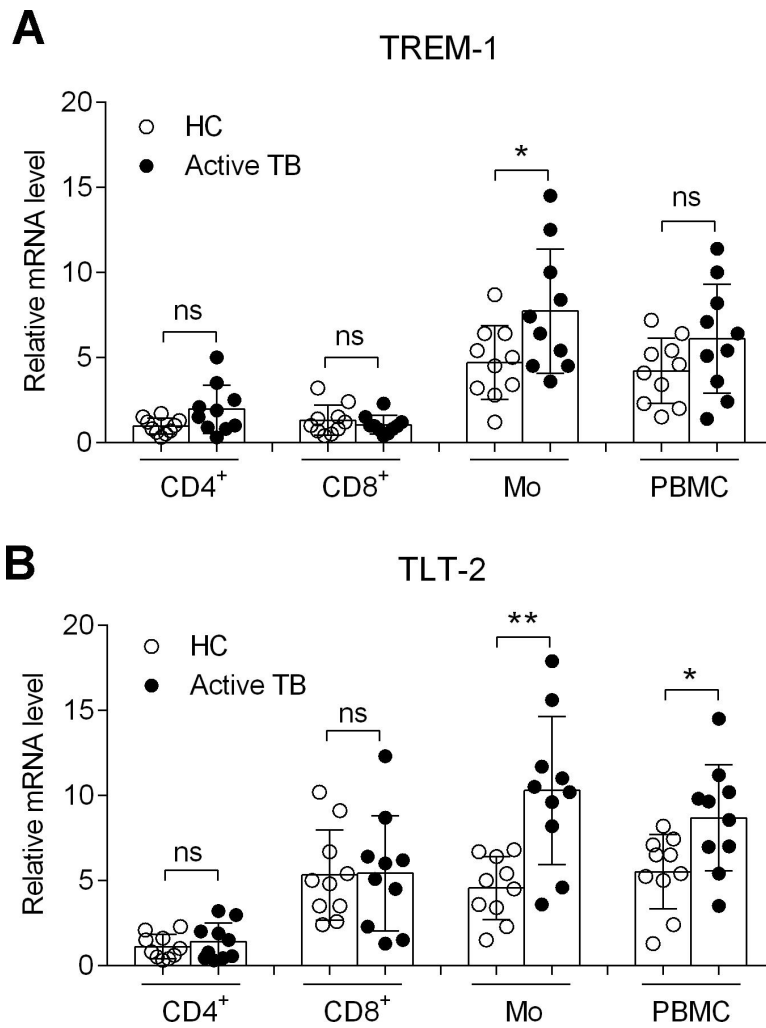 A
TREM-1
Relative mRNA level
20
15
10
5
0
HC
Active TB
ns
ns
*
ns
CD4+
CD8+
Mo
PBMC
B
TLT-2
Relative mRNA level
20
15
10
5
0
HC
Active TB
ns
ns
**
*
CD4+
CD8+
Mo
PBMC